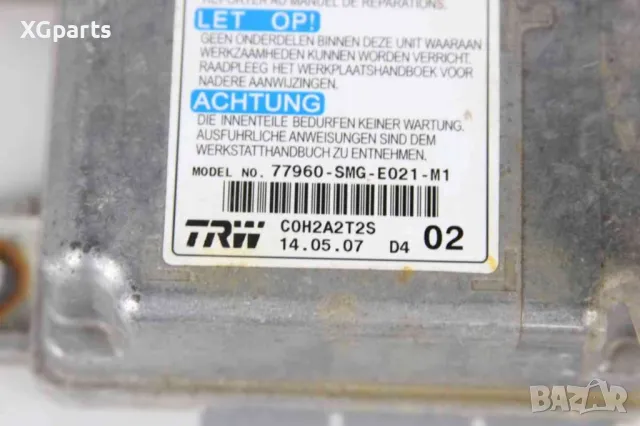 XGparts
REPORTER AU MANUEL DE REPARATIONS.
LET OP!
GEEN ONDERDELEN BINNEN DEZE UNIT WAARAAN
WERKZAAMHEDEN KUNNEN WORDEN VERRICHT.
RAADPLEEG HET WERKPLAATSHANDBOEK VOOR
NADERE AANWIJZINGEN.
ACHTUNG
DIE INNENTEILE BEDURFEN KEINER WARTUNG.
AUSFUHRLICHE ANWEISUNGEN SIND DEM
WERKSTATTHANDBUCH ZU ENTNEHMEN.
MODEL NO. 77960-SMG-E021-M1
TRW C0H2A2T2S
14.05.07 D4 02
BAZAR